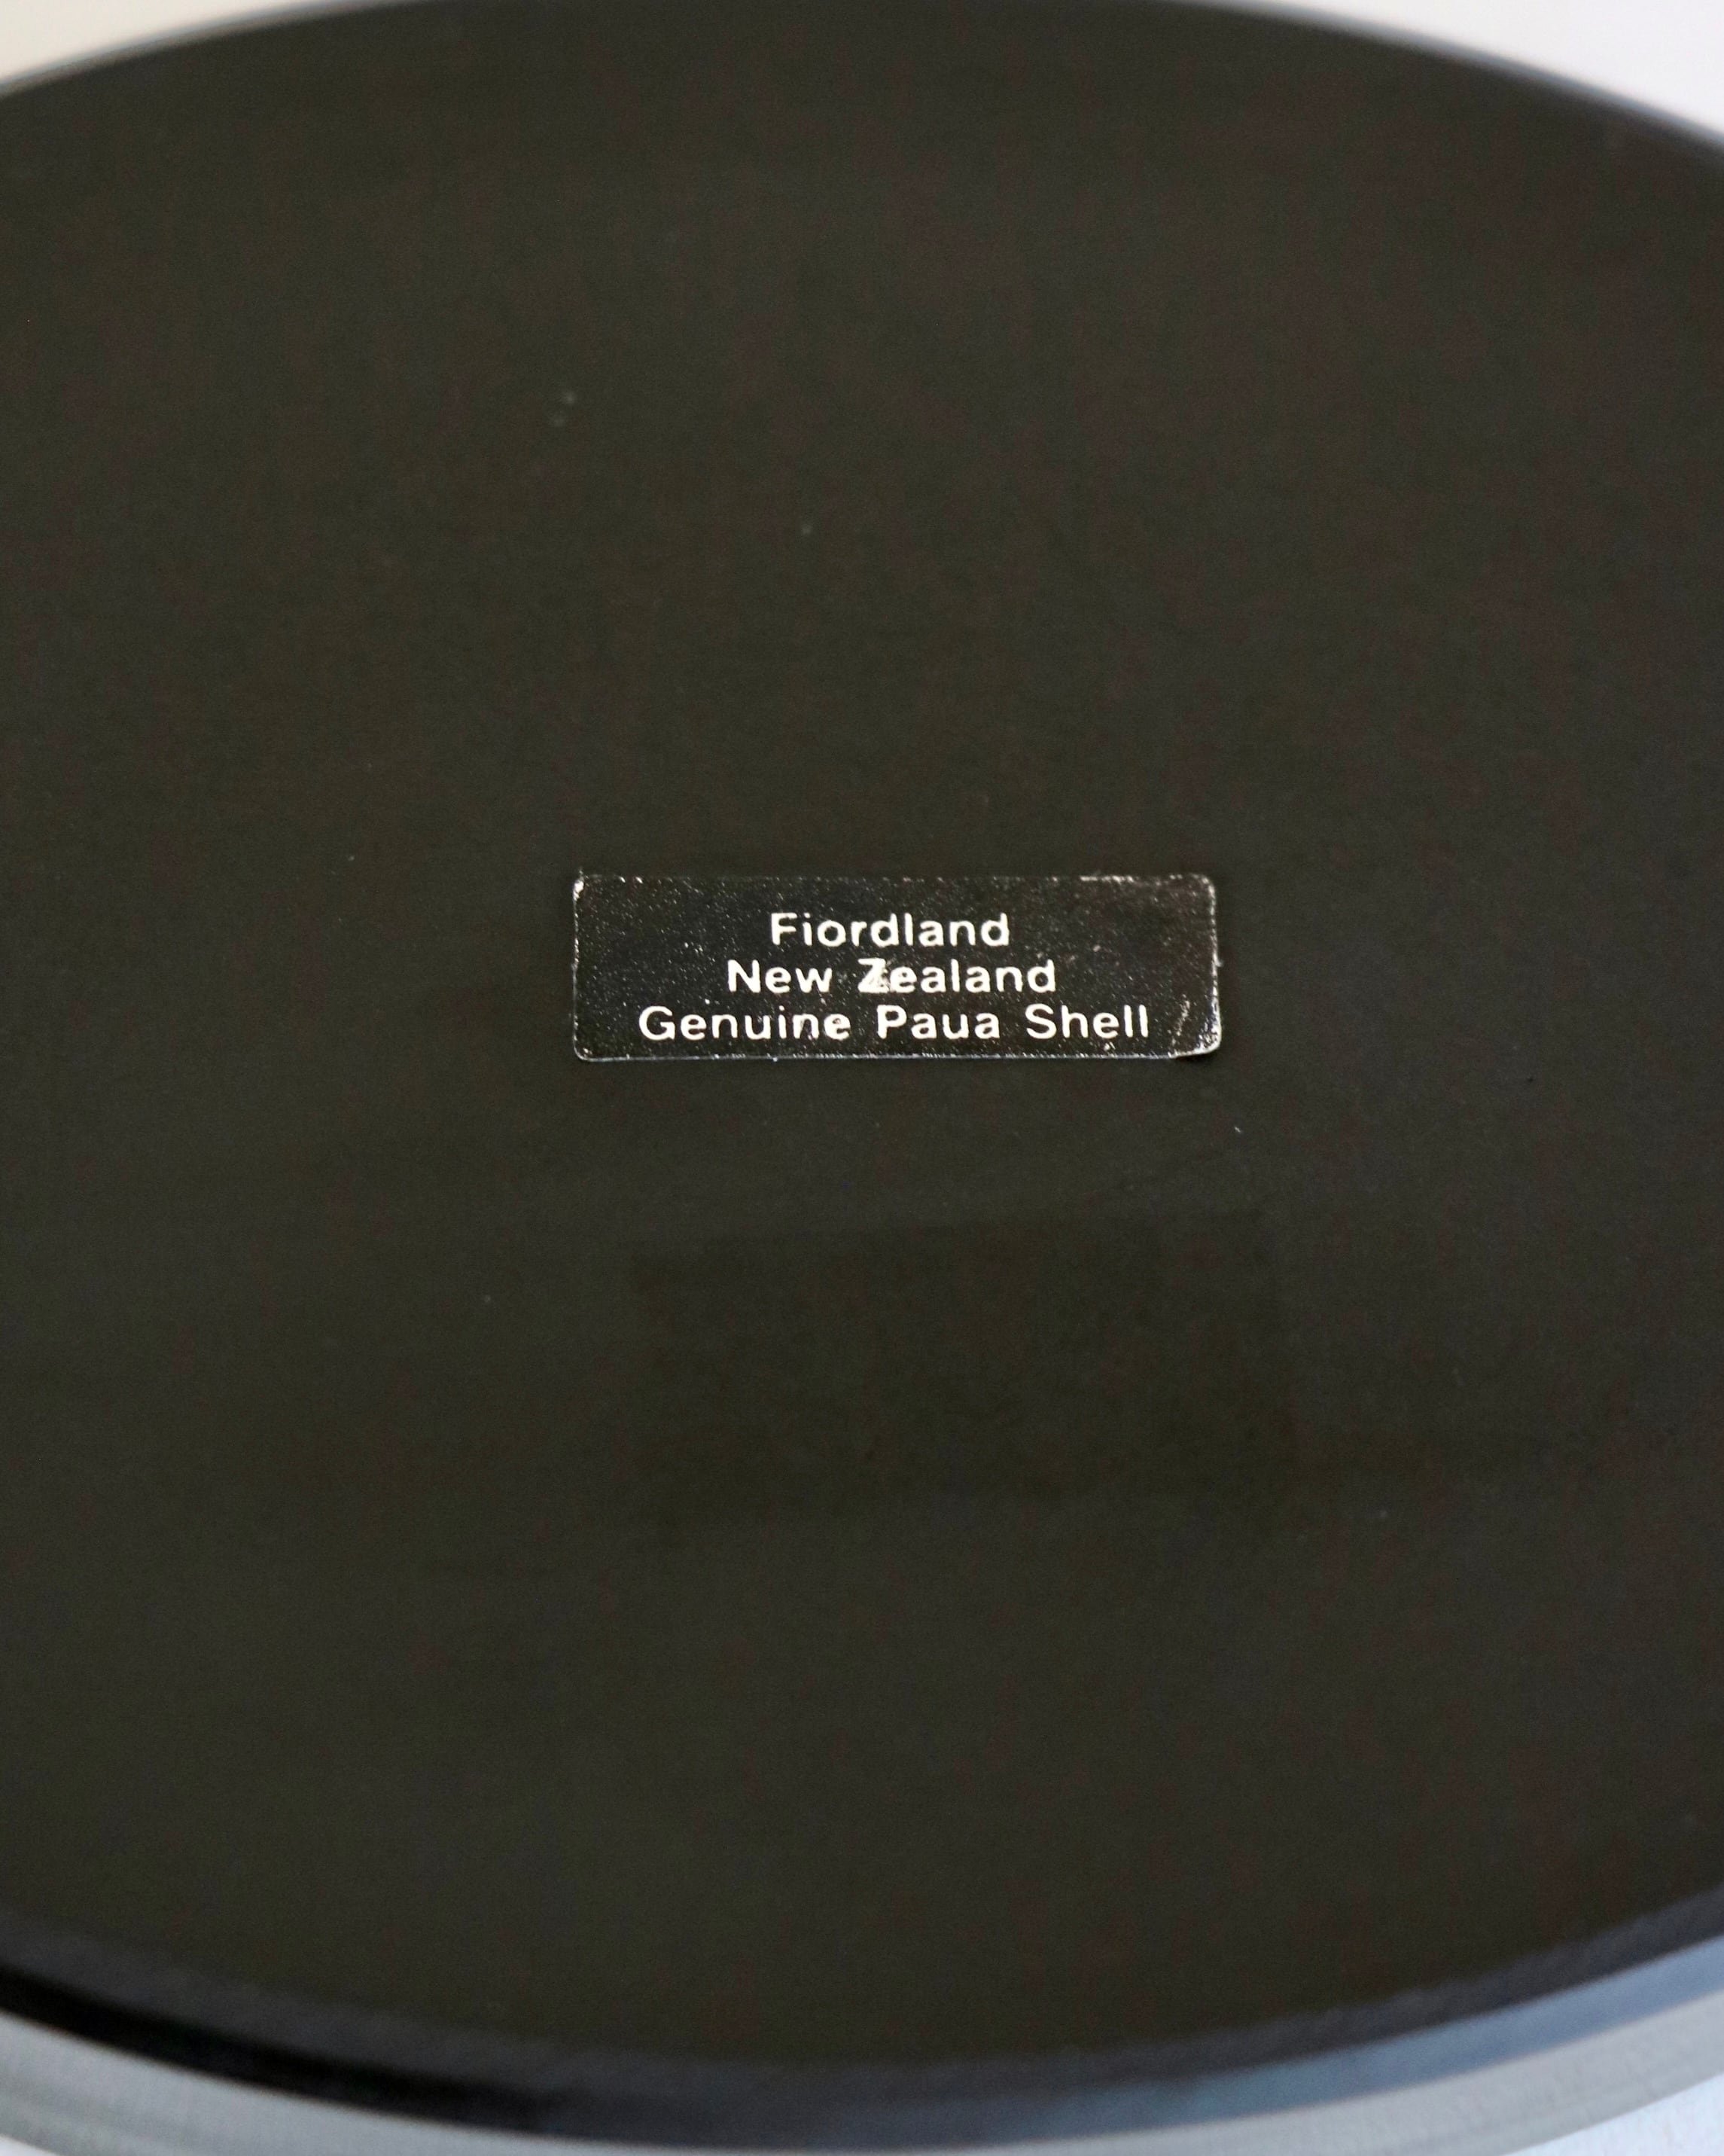 Fiordland
New Zealand
Genuine Paua Shell